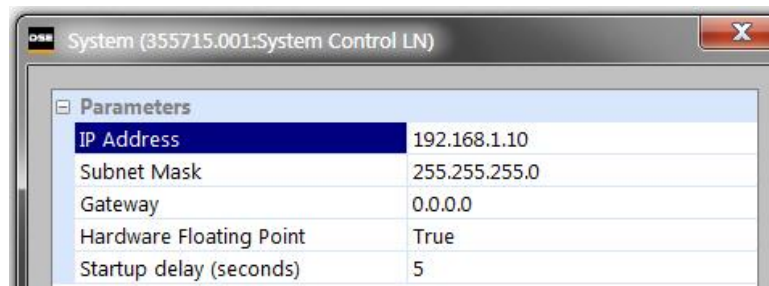 DSE System (355715.001:System Control LN) X
Parameters
IP Address 192.168.1.10
Subnet Mask 255.255.255.0
Gateway 0.0.0.0
Hardware Floating Point True
Startup delay (seconds) 5